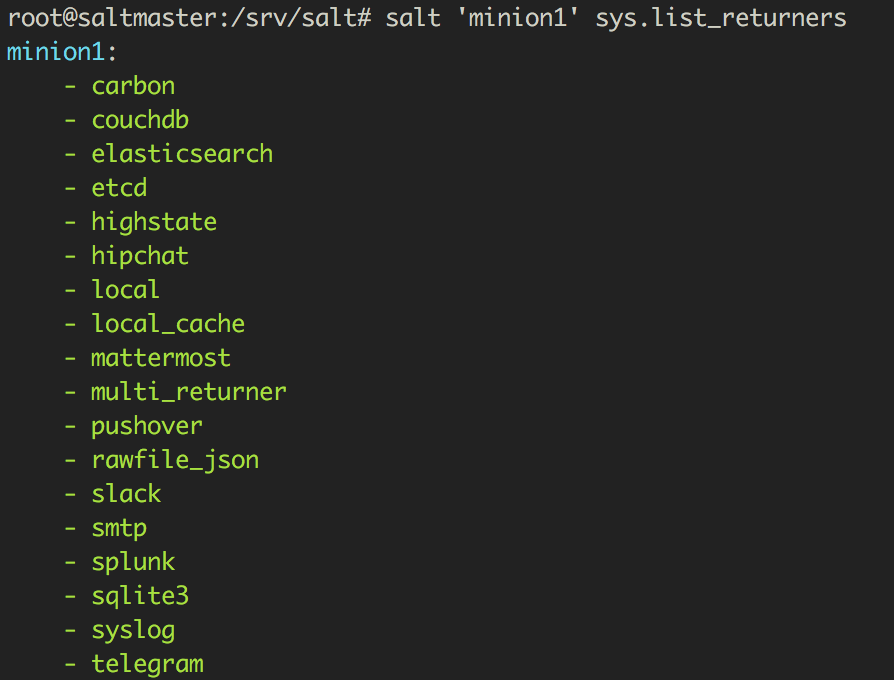 root@saltmaster:/srv/salt# salt 'minion1' sys.list_returners
minion1:
    - carbon
    - couchdb
    - elasticsearch
    - etcd
    - highstate
    - hipchat
    - local
    - local_cache
    - mattermost
    - multi_returner
    - pushover
    - rawfile_json
    - slack
    - smtp
    - splunk
    - sqlite3
    - syslog
    - telegram